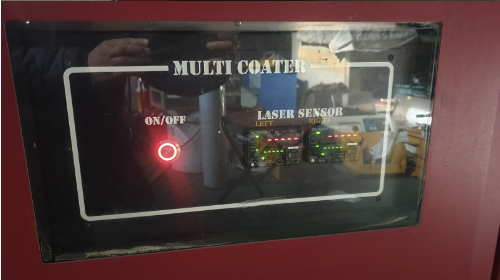 MULTI COATER
ON/OFF
LASER SENSOR
LEFT
RIGHT